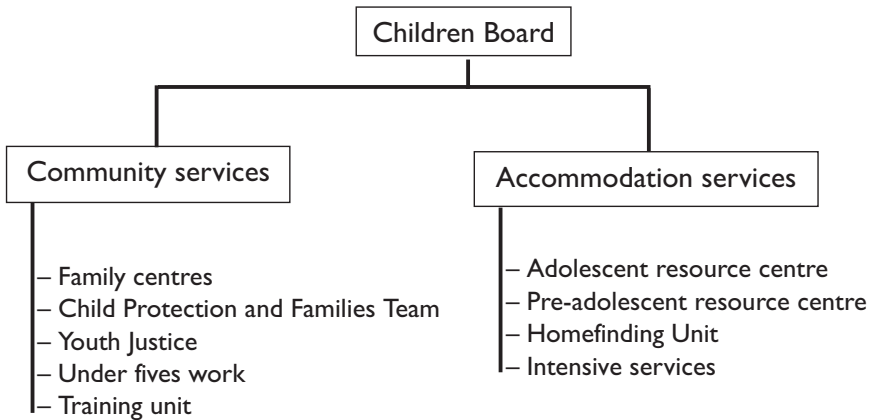 Children Board
Community services
– Family centres
– Child Protection and Families Team
– Youth Justice
– Under fives work
– Training unit
Accommodation services
– Adolescent resource centre
– Pre-adolescent resource centre
– Homefinding Unit
– Intensive services